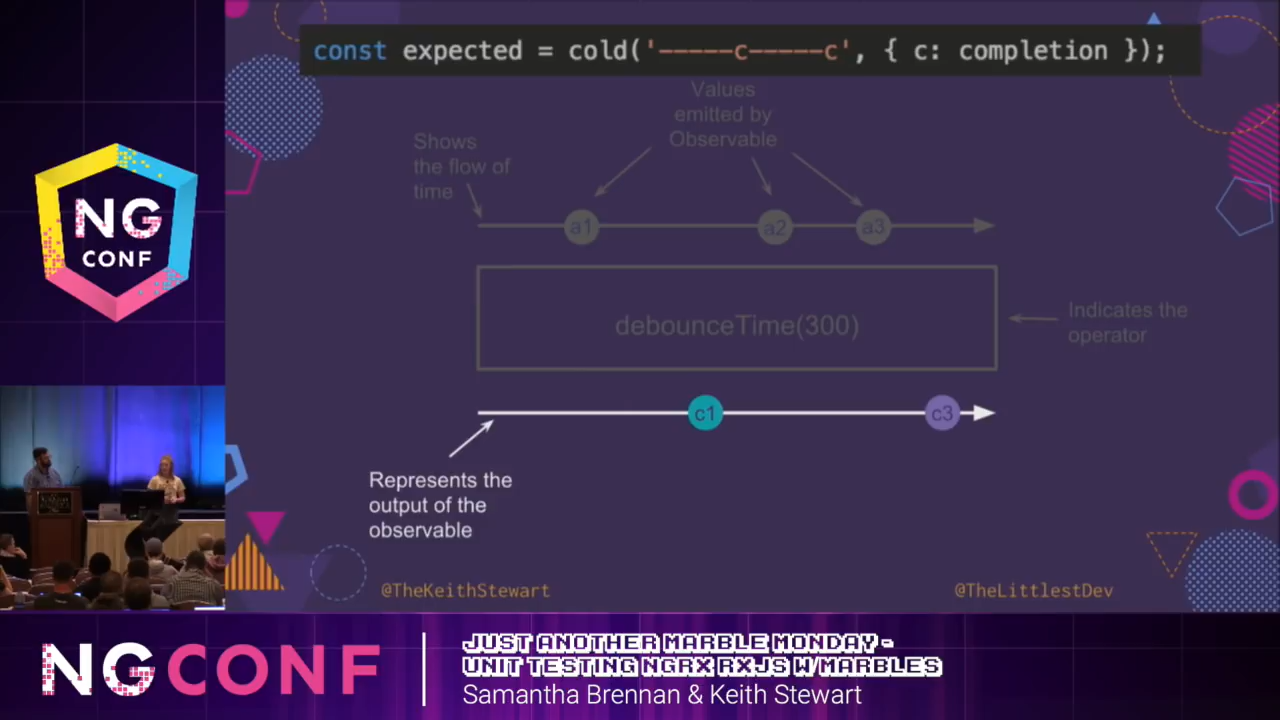 const expected = cold('-----c-----c', { c: completion });
Values
emitted by
Observable
Shows
the flow of
time
a1
a2
a3
debounceTime(300)
Indicates the
operator
c1
c3
Represents the
output of the
observable
@TheKeithStewart
@TheLittlestDev
NG
CONF
NG CONF
JUST ANOTHER MARBLE MONDAY -
UNIT TESTING NGRX RXJS W/MARBLES
Samantha Brennan & Keith Stewart